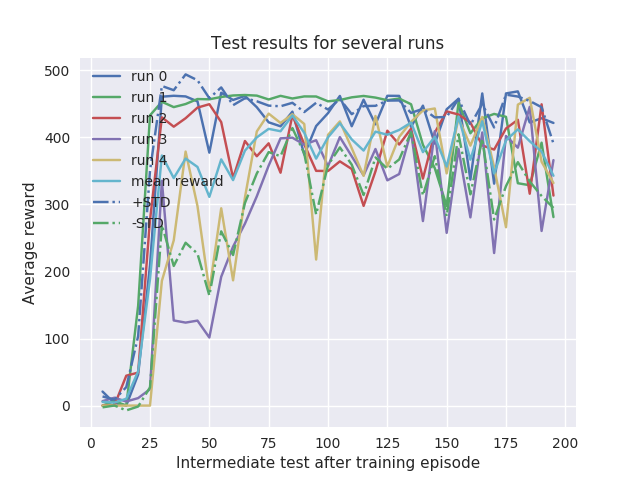 Test results for several runs
500
400
300
200
100
0
Average reward
run 0
run 1
run 2
run 3
run 4
mean reward
+STD
-STD
0
25
50
75
100
125
150
175
200
Intermediate test after training episode